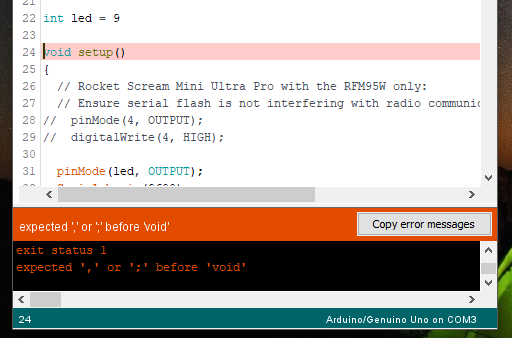 21
22 int led = 9
23
24 void setup()
25 {
26 // Rocket Scream Mini Ultra Pro with the RFM95W only:
27 // Ensure serial flash is not interfering with radio communic
28 // pinMode(4, OUTPUT);
29 // digitalWrite(4, HIGH);
30
31 pinMode(led, OUTPUT);
expected ',' or ';' before 'void'
Copy error messages
exit status 1
expected ',' or ';' before 'void'
24
Arduino/Genuino Uno on COM3